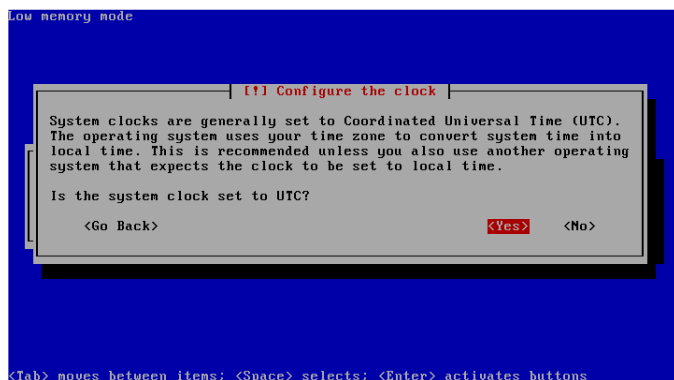 Low memory mode
[!] Configure the clock
System clocks are generally set to Coordinated Universal Time (UTC).
The operating system uses your time zone to convert system time into
local time. This is recommended unless you also use another operating
system that expects the clock to be set to local time.
Is the system clock set to UTC?
<Go Back> <Yes> <No>
<Tab> moves between items; <Space> selects; <Enter> activates buttons